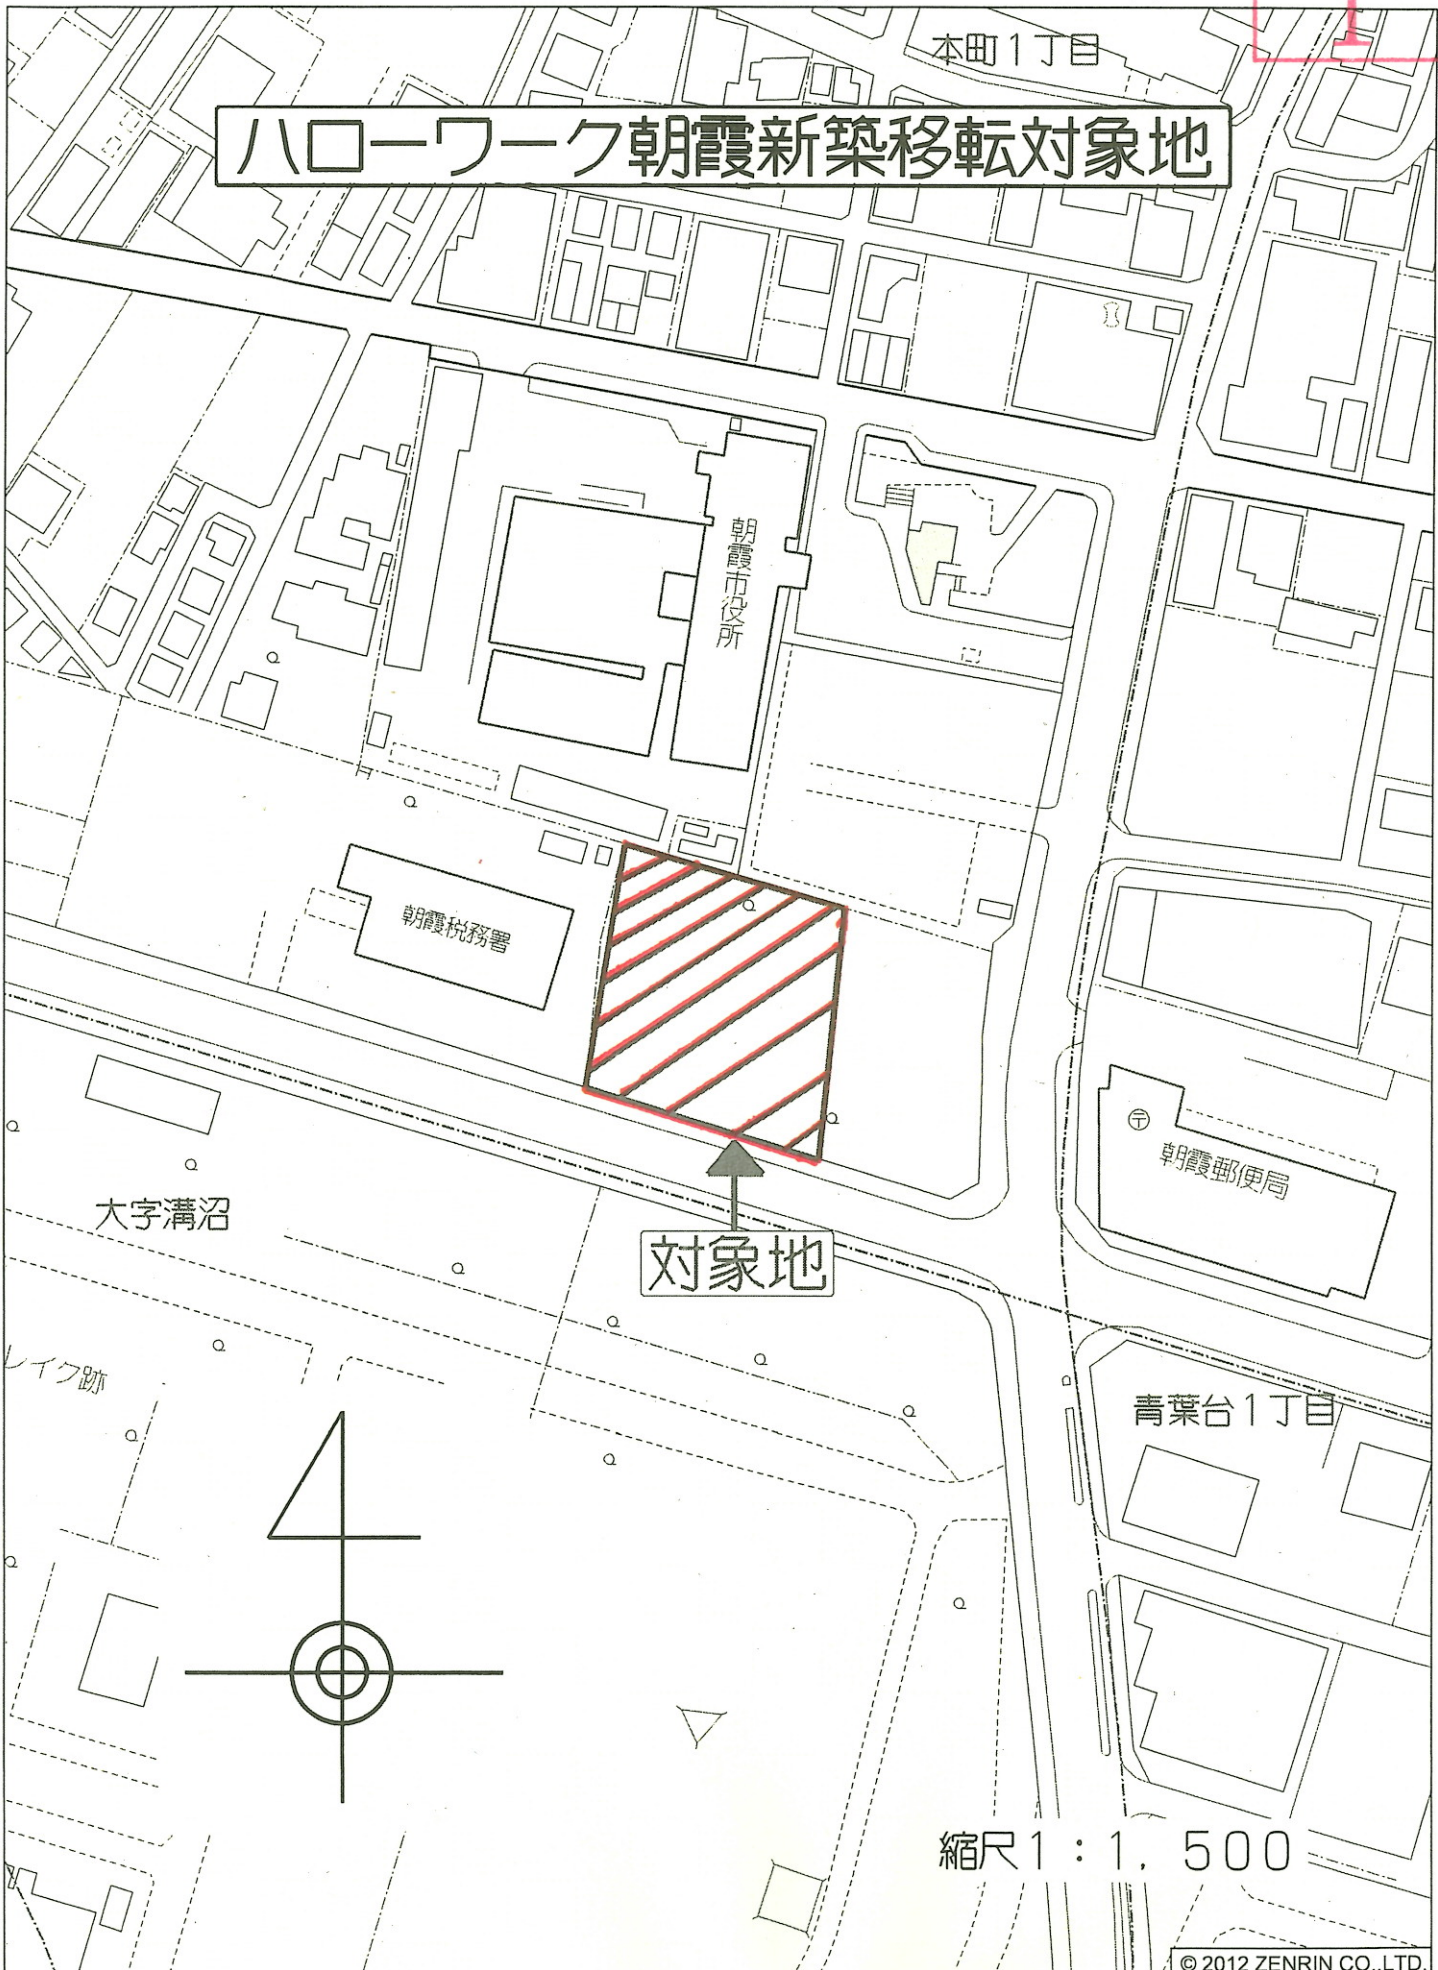 1
本町1丁目
ハローワーク朝霞新築移転対象地
朝霞市役所
朝霞税務署
〒
朝霞郵便局
大字溝沼
対象地
レイク跡
青葉台1丁目
縮尺1:1,500
© 2012 ZENRIN CO.,LTD.